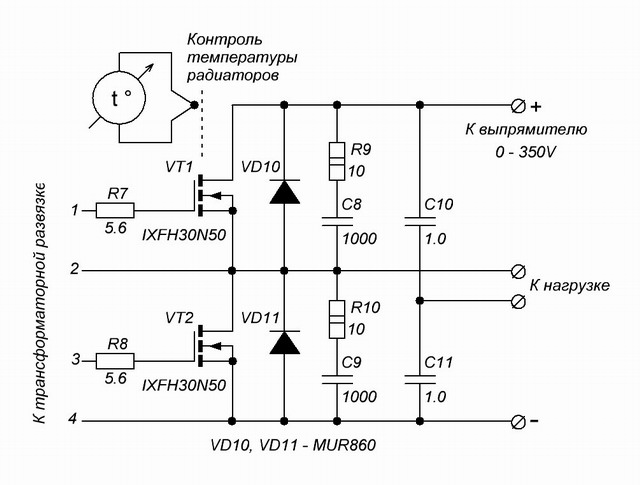 Контроль
температуры
радиаторов
t°
+
К выпрямителю
0 - 350V
R9
10
VT1
VD10
R7
1
5.6
IXFH30N50
C8
1000
C10
1.0
2
К нагрузке
К трансформаторной развязке
VT2
VD11
R10
10
R8
3
5.6
IXFH30N50
C9
1000
C11
1.0
4
-
VD10, VD11 - MUR860